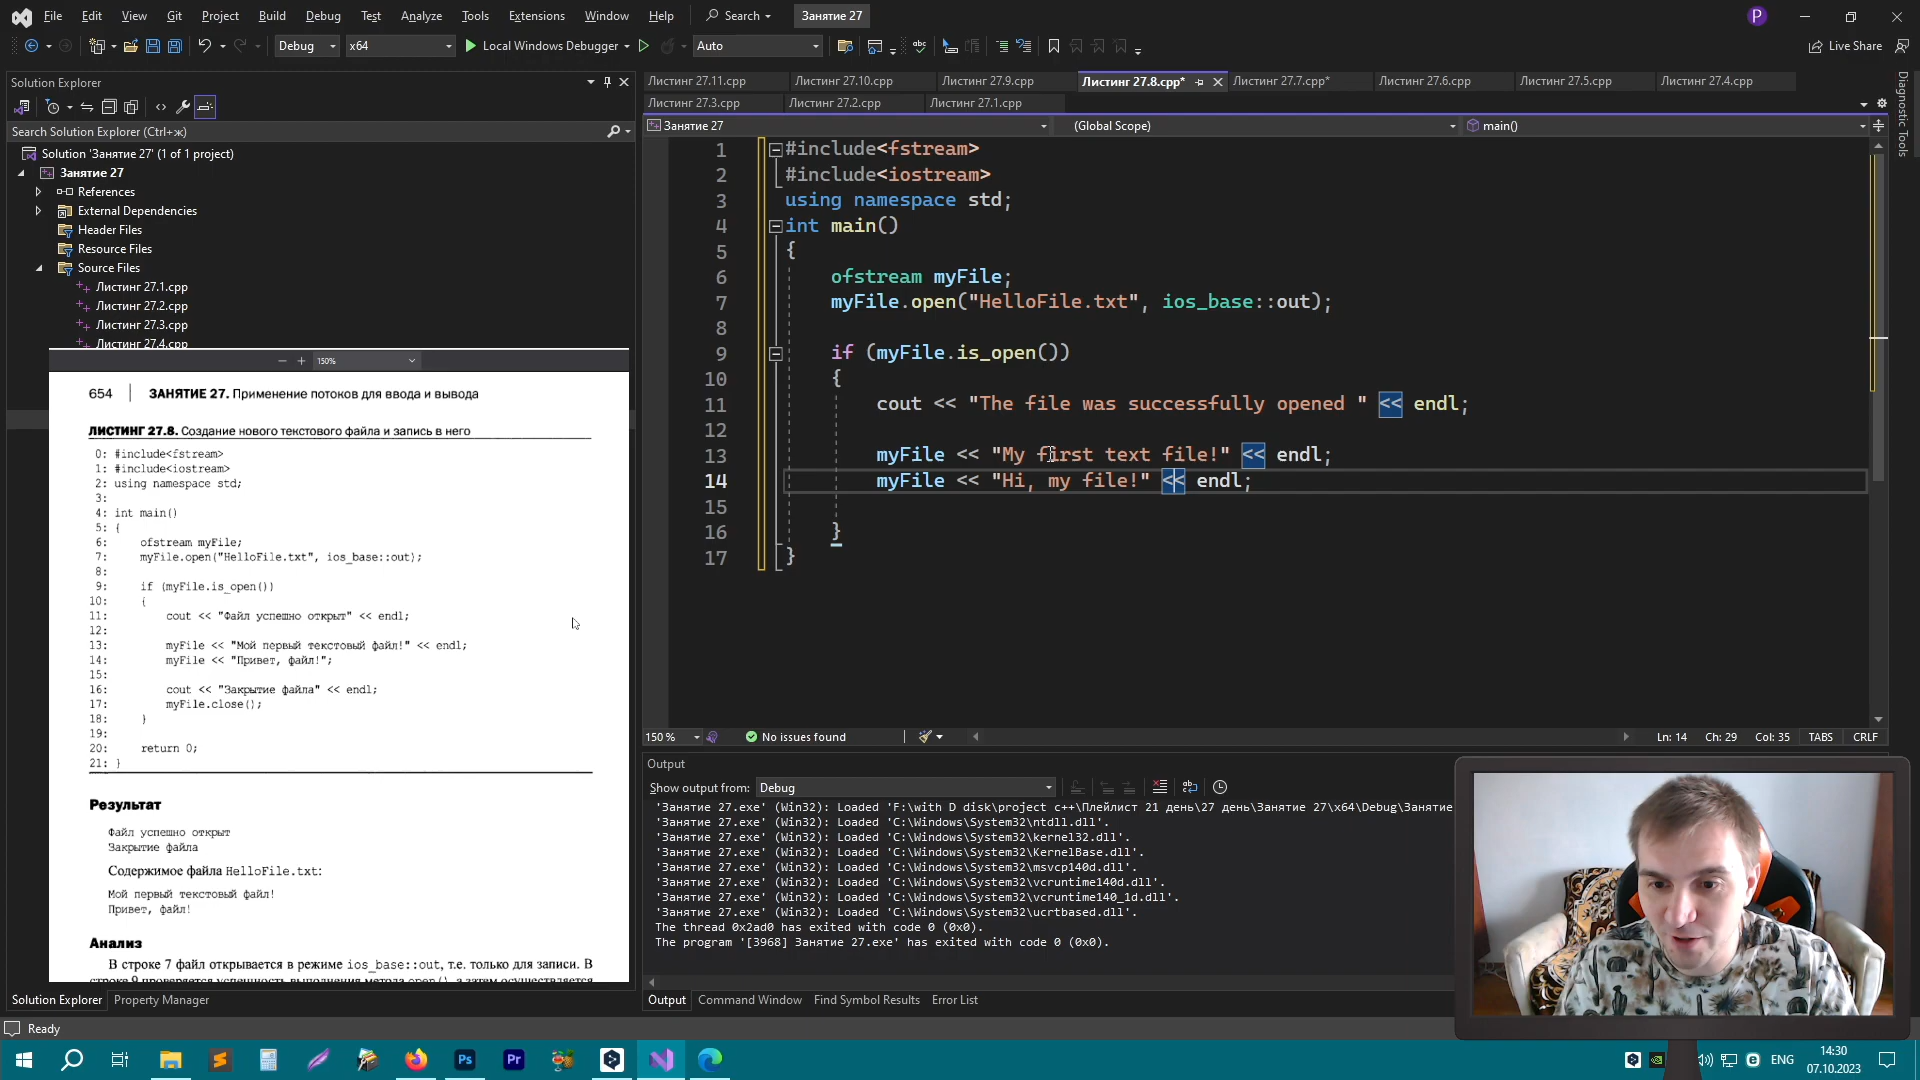 File Edit View Git Project Build Debug Test Analyze Tools Extensions Window Help Search Занятие 27 P
Debug x64 Local Windows Debugger Auto Live Share
Solution Explorer
Search Solution Explorer (Ctrl+ж)
Solution 'Занятие 27' (1 of 1 project)
Занятие 27
References
External Dependencies
Header Files
Resource Files
Source Files
Листинг 27.1.cpp
Листинг 27.2.cpp
Листинг 27.3.cpp
Листинг 27.4.cpp
150%
654 ЗАНЯТИЕ 27. Применение потоков для ввода и вывода
ЛИСТИНГ 27.8. Создание нового текстового файла и запись в него
0: #include<fstream>
1: #include<iostream>
2: using namespace std;
3:
4: int main()
5: {
6: ofstream myFile;
7: myFile.open("HelloFile.txt", ios_base::out);
8:
9: if (myFile.is_open())
10: {
11: cout << "Файл успешно открыт" << endl;
12:
13: myFile << "Мой первый текстовый файл!" << endl;
14: myFile << "Привет, файл!";
15:
16: cout << "Закрытие файла" << endl;
17: myFile.close();
18: }
19:
20: return 0;
21: }
Результат
Файл успешно открыт
Закрытие файла
Содержимое файла HelloFile.txt:
Мой первый текстовый файл!
Привет, файл!
Анализ
В строке 7 файл открывается в режиме ios_base::out, т.е. только для записи. В
строке 9 проверяется успешность выполнения метода open(), а затем осуществляется
Solution Explorer Property Manager
Листинг 27.11.cpp Листинг 27.10.cpp Листинг 27.9.cpp Листинг 27.8.cpp* Листинг 27.7.cpp* Листинг 27.6.cpp Листинг 27.5.cpp Листинг 27.4.cpp
Листинг 27.3.cpp Листинг 27.2.cpp Листинг 27.1.cpp
Занятие 27 (Global Scope) main()
1 #include<fstream>
2 #include<iostream>
3 using namespace std;
4 int main()
5 {
6 ofstream myFile;
7 myFile.open("HelloFile.txt", ios_base::out);
8
9 if (myFile.is_open())
10 {
11 cout << "The file was successfully opened " << endl;
12
13 myFile << "My first text file!" << endl;
14 myFile << "Hi, my file!" << endl;
15
16 }
17 }
Diagnostic Tools
150 % No issues found Ln: 14 Ch: 29 Col: 35 TABS CRLF
Output
Show output from: Debug
'Занятие 27.exe' (Win32): Loaded 'F:\with D disk\project c++\Плейлист 21 день\27 день\Занятие 27\x64\Debug\Занятие
'Занятие 27.exe' (Win32): Loaded 'C:\Windows\System32\ntdll.dll'.
'Занятие 27.exe' (Win32): Loaded 'C:\Windows\System32\kernel32.dll'.
'Занятие 27.exe' (Win32): Loaded 'C:\Windows\System32\KernelBase.dll'.
'Занятие 27.exe' (Win32): Loaded 'C:\Windows\System32\msvcp140d.dll'.
'Занятие 27.exe' (Win32): Loaded 'C:\Windows\System32\vcruntime140d.dll'.
'Занятие 27.exe' (Win32): Loaded 'C:\Windows\System32\vcruntime140_1d.dll'.
'Занятие 27.exe' (Win32): Loaded 'C:\Windows\System32\ucrtbased.dll'.
The thread 0x2ad0 has exited with code 0 (0x0).
The program '[3968] Занятие 27.exe' has exited with code 0 (0x0).
Output Command Window Find Symbol Results Error List
Ready
Ps Pr ENG 14:30
07.10.2023